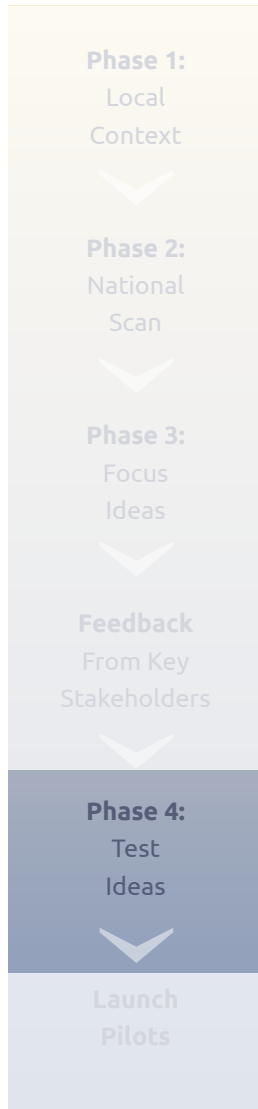 Phase 1:
Local
Context
Phase 2:
National
Scan
Phase 3:
Focus
Ideas
Feedback
From Key
Stakeholders
Phase 4:
Test
Ideas
Launch
Pilots